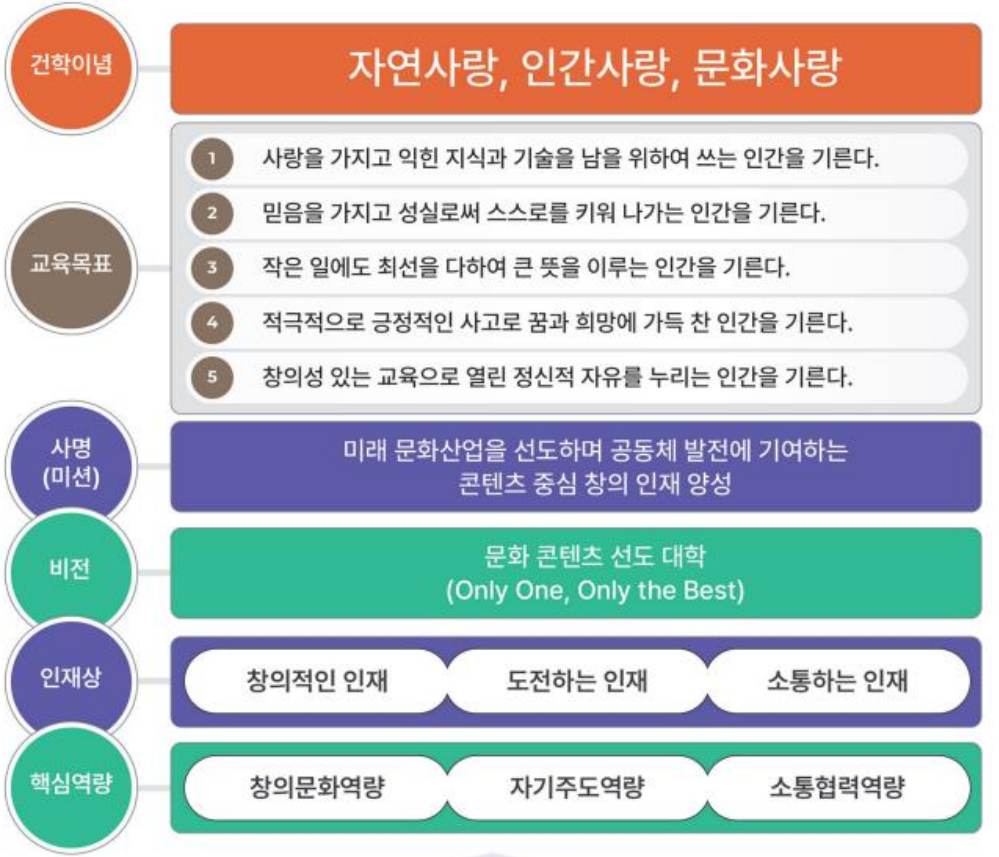 건학이념
자연사랑, 인간사랑, 문화사랑
교육목표
1 사랑을 가지고 익힌 지식과 기술을 남을 위하여 쓰는 인간을 기른다.
2 믿음을 가지고 성실로써 스스로를 키워 나가는 인간을 기른다.
3 작은 일에도 최선을 다하여 큰 뜻을 이루는 인간을 기른다.
4 적극적으로 긍정적인 사고로 꿈과 희망에 가득 찬 인간을 기른다.
5 창의성 있는 교육으로 열린 정신적 자유를 누리는 인간을 기른다.
사명
(미션)
미래 문화산업을 선도하며 공동체 발전에 기여하는
콘텐츠 중심 창의 인재 양성
비전
문화 콘텐츠 선도 대학
(Only One, Only the Best)
인재상
창의적인 인재 도전하는 인재 소통하는 인재
핵심역량
창의문화역량 자기주도역량 소통협력역량